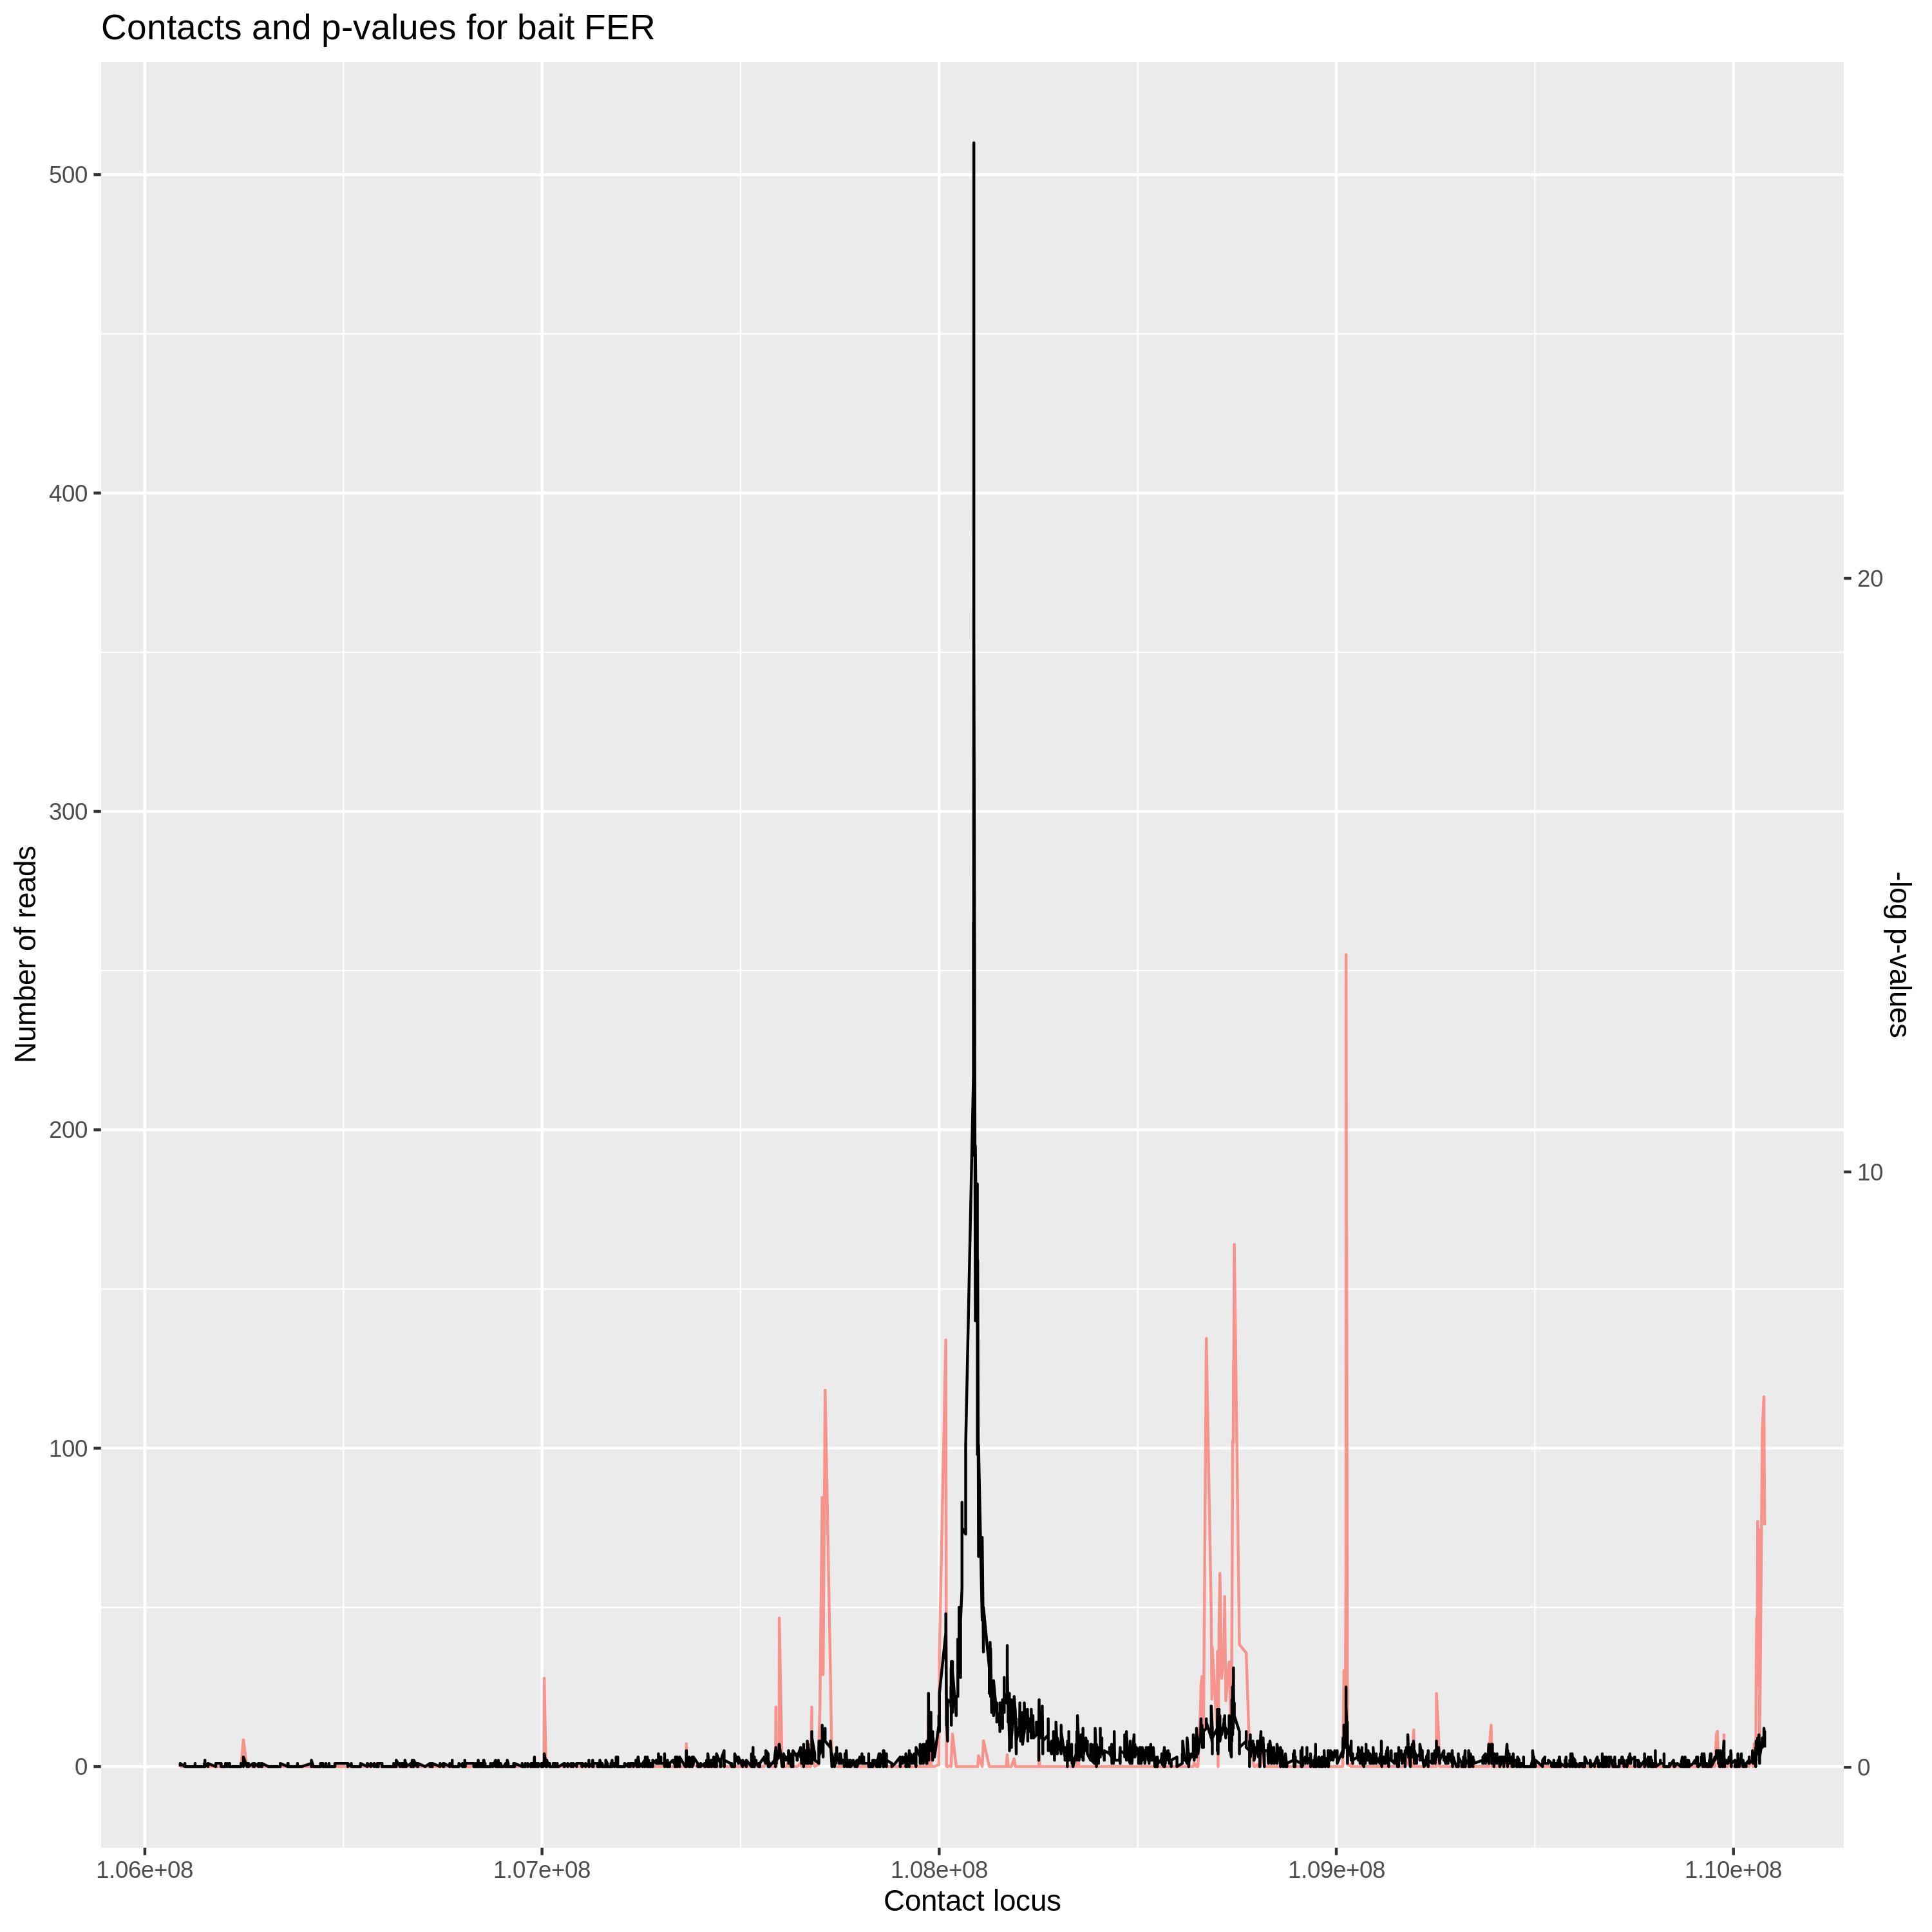 Contacts and p-values for bait FER
500
400
300
200
100
0
Number of reads
20
10
0
-log p-values
1.06e+08
1.07e+08
1.08e+08
1.09e+08
1.10e+08
Contact locus